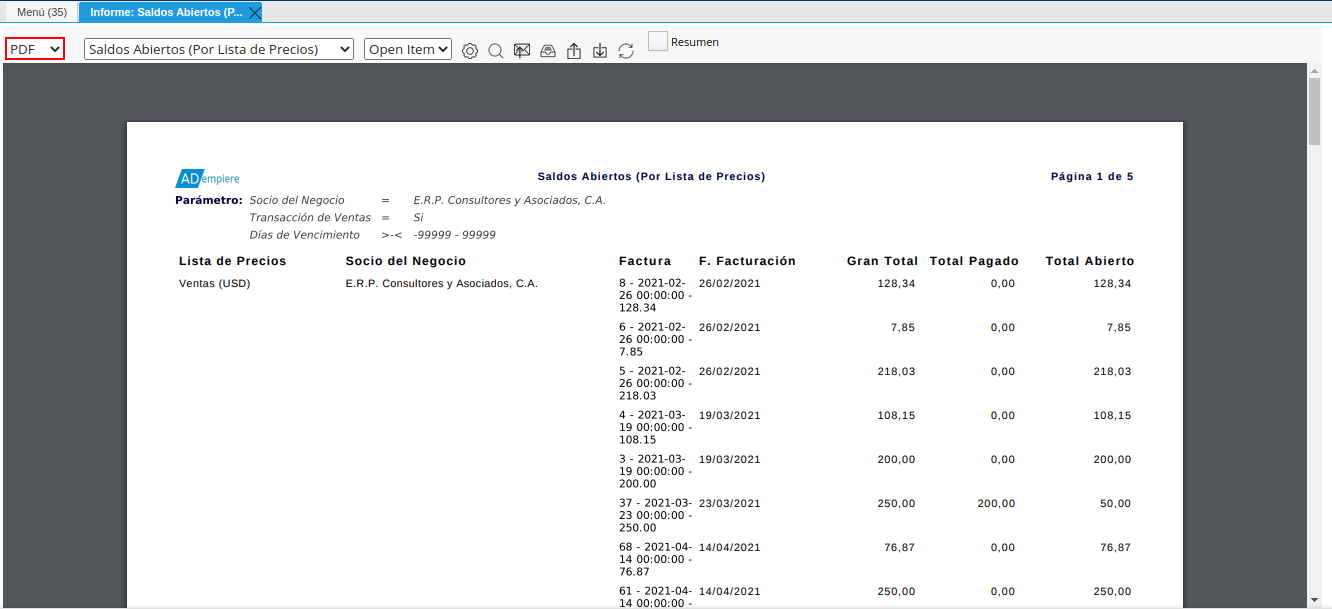 Menú (35) Informe: Saldos Abiertos (P...
PDF Saldos Abiertos (Por Lista de Precios) Open Item Resumen
ADempiere Saldos Abiertos (Por Lista de Precios) Página 1 de 5
Parámetro: Socio del Negocio = E.R.P. Consultores y Asociados, C.A.
Transacción de Ventas = Si
Días de Vencimiento >-< -99999 - 99999
Lista de Precios Socio del Negocio Factura F. Facturación Gran Total Total Pagado Total Abierto
Ventas (USD) E.R.P. Consultores y Asociados, C.A. 8 - 2021-02- 26/02/2021 128,34 0,00 128,34
26 00:00:00 -
128.34
6 - 2021-02- 26/02/2021 7,85 0,00 7,85
26 00:00:00 -
7.85
5 - 2021-02- 26/02/2021 218,03 0,00 218,03
26 00:00:00 -
218.03
4 - 2021-03- 19/03/2021 108,15 0,00 108,15
19 00:00:00 -
108.15
3 - 2021-03- 19/03/2021 200,00 0,00 200,00
19 00:00:00 -
200.00
37 - 2021-03- 23/03/2021 250,00 200,00 50,00
23 00:00:00 -
250.00
68 - 2021-04- 14/04/2021 76,87 0,00 76,87
14 00:00:00 -
76.87
61 - 2021-04- 14/04/2021 250,00 0,00 250,00
14 00:00:00 -